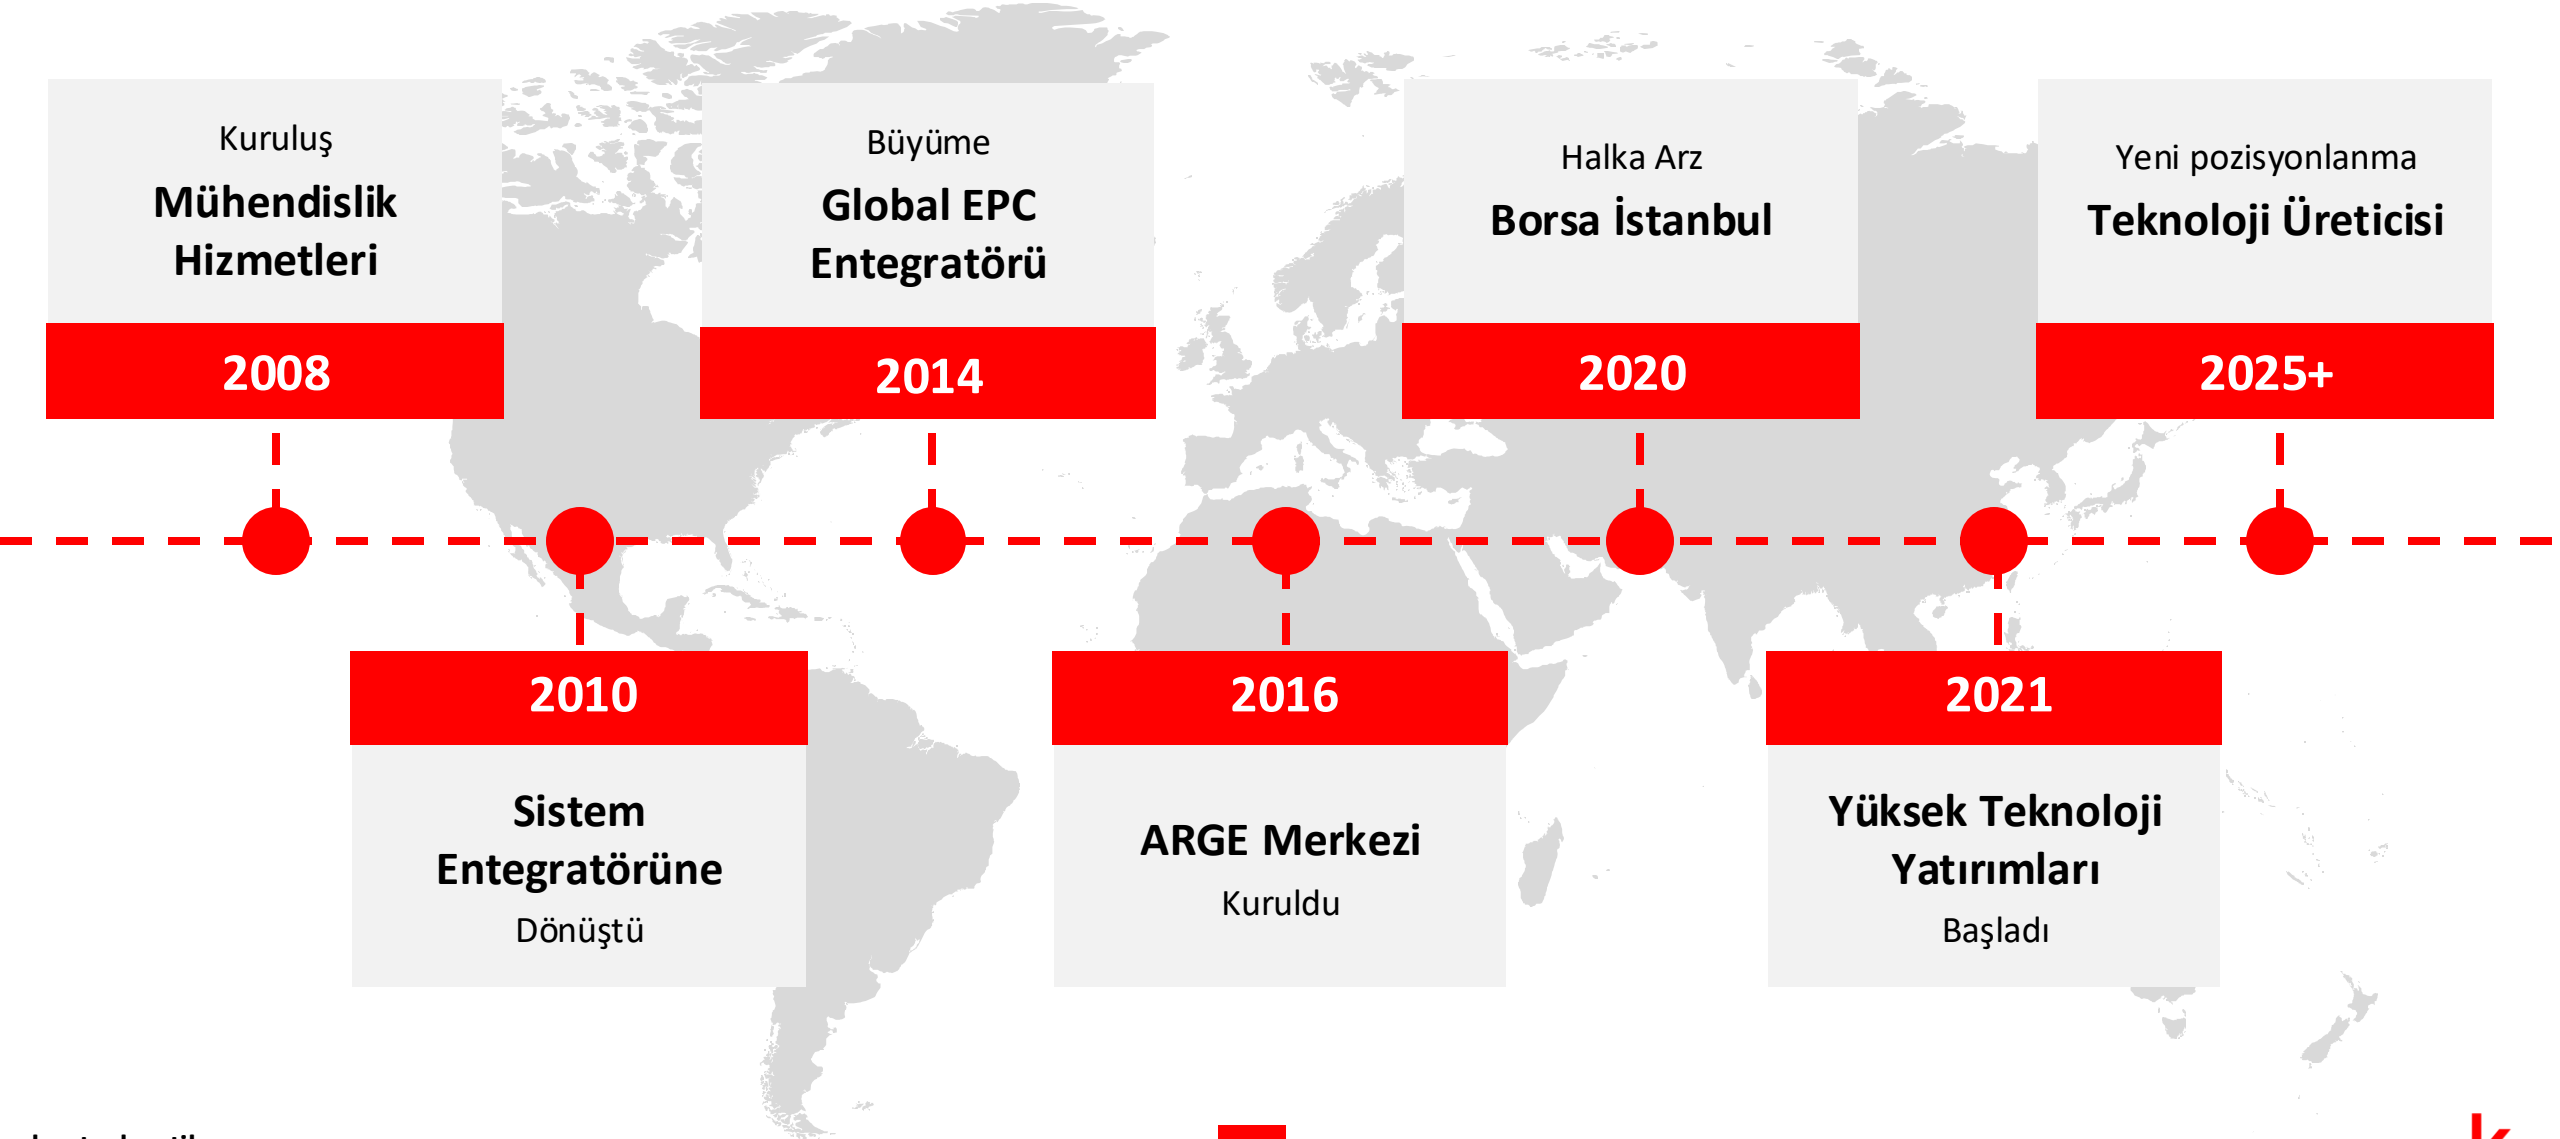 Kuruluş
Mühendislik
Hizmetleri
2008
Büyüme
Global EPC
Entegratörü
2014
Halka Arz
Borsa İstanbul
2020
Yeni pozisyonlanma
Teknoloji Üreticisi
2025+
2010
Sistem
Entegratörüne
Dönüştü
2016
ARGE Merkezi
Kuruldu
2021
Yüksek Teknoloji
Yatırımları
Başladı